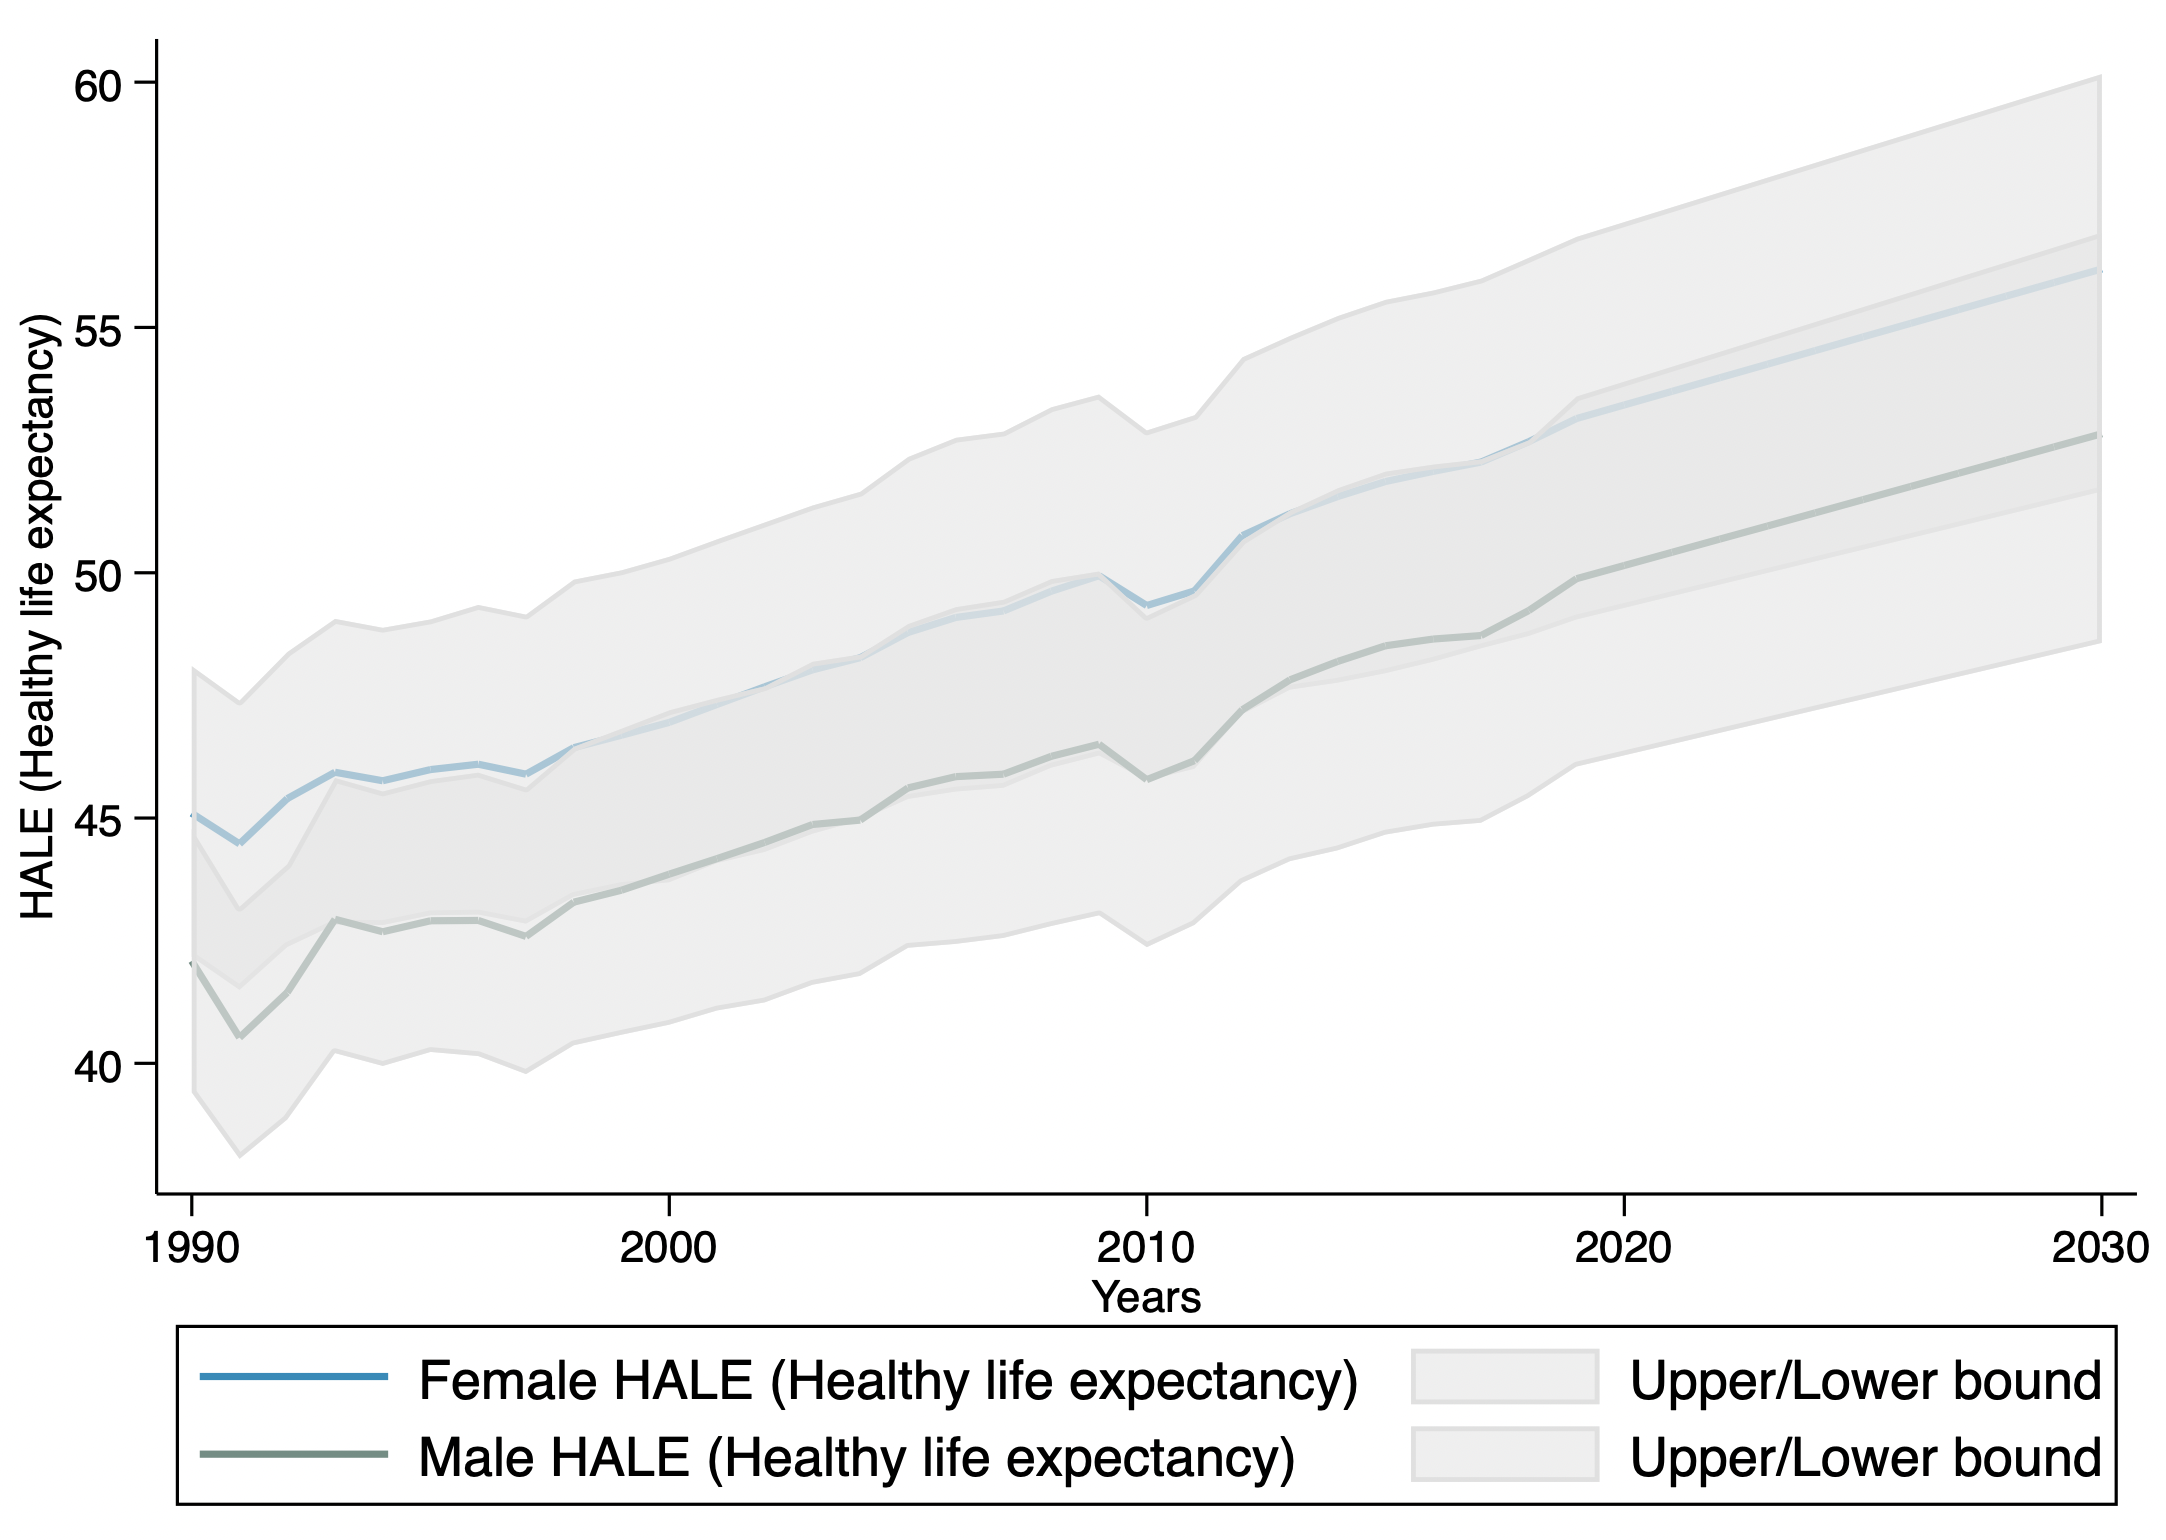 HALE (Healthy life expectancy)
60
55
50
45
40
1990 2000 2010 2020 2030
Years
Female HALE (Healthy life expectancy) Upper/Lower bound
Male HALE (Healthy life expectancy) Upper/Lower bound